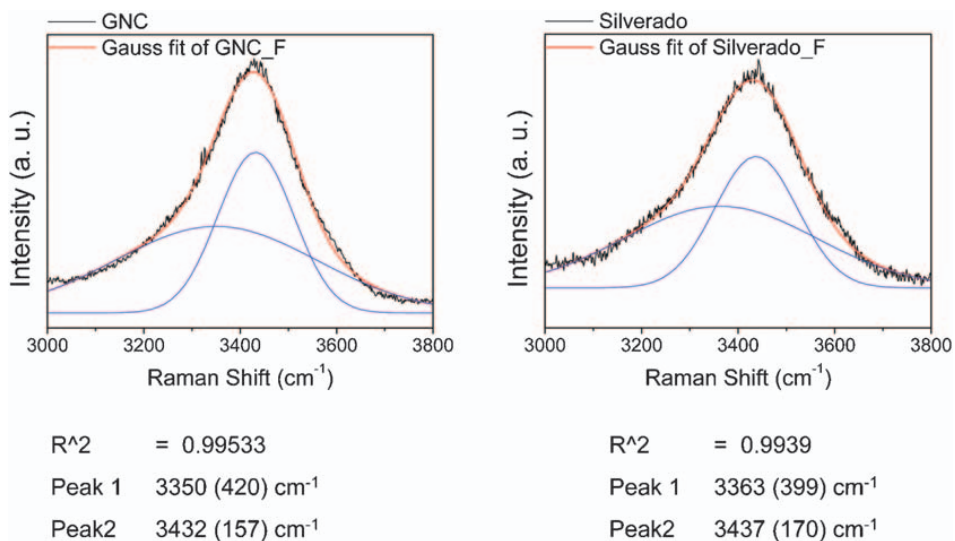 GNC
Gauss fit of GNC_F
Intensity (a. u.)
3000 3200 3400 3600 3800
Raman Shift (cm⁻¹)
R^2 = 0.99533
Peak 1 3350 (420) cm⁻¹
Peak2 3432 (157) cm⁻¹
Silverado
Gauss fit of Silverado_F
Intensity (a. u.)
3000 3200 3400 3600 3800
Raman Shift (cm⁻¹)
R^2 = 0.9939
Peak 1 3363 (399) cm⁻¹
Peak2 3437 (170) cm⁻¹